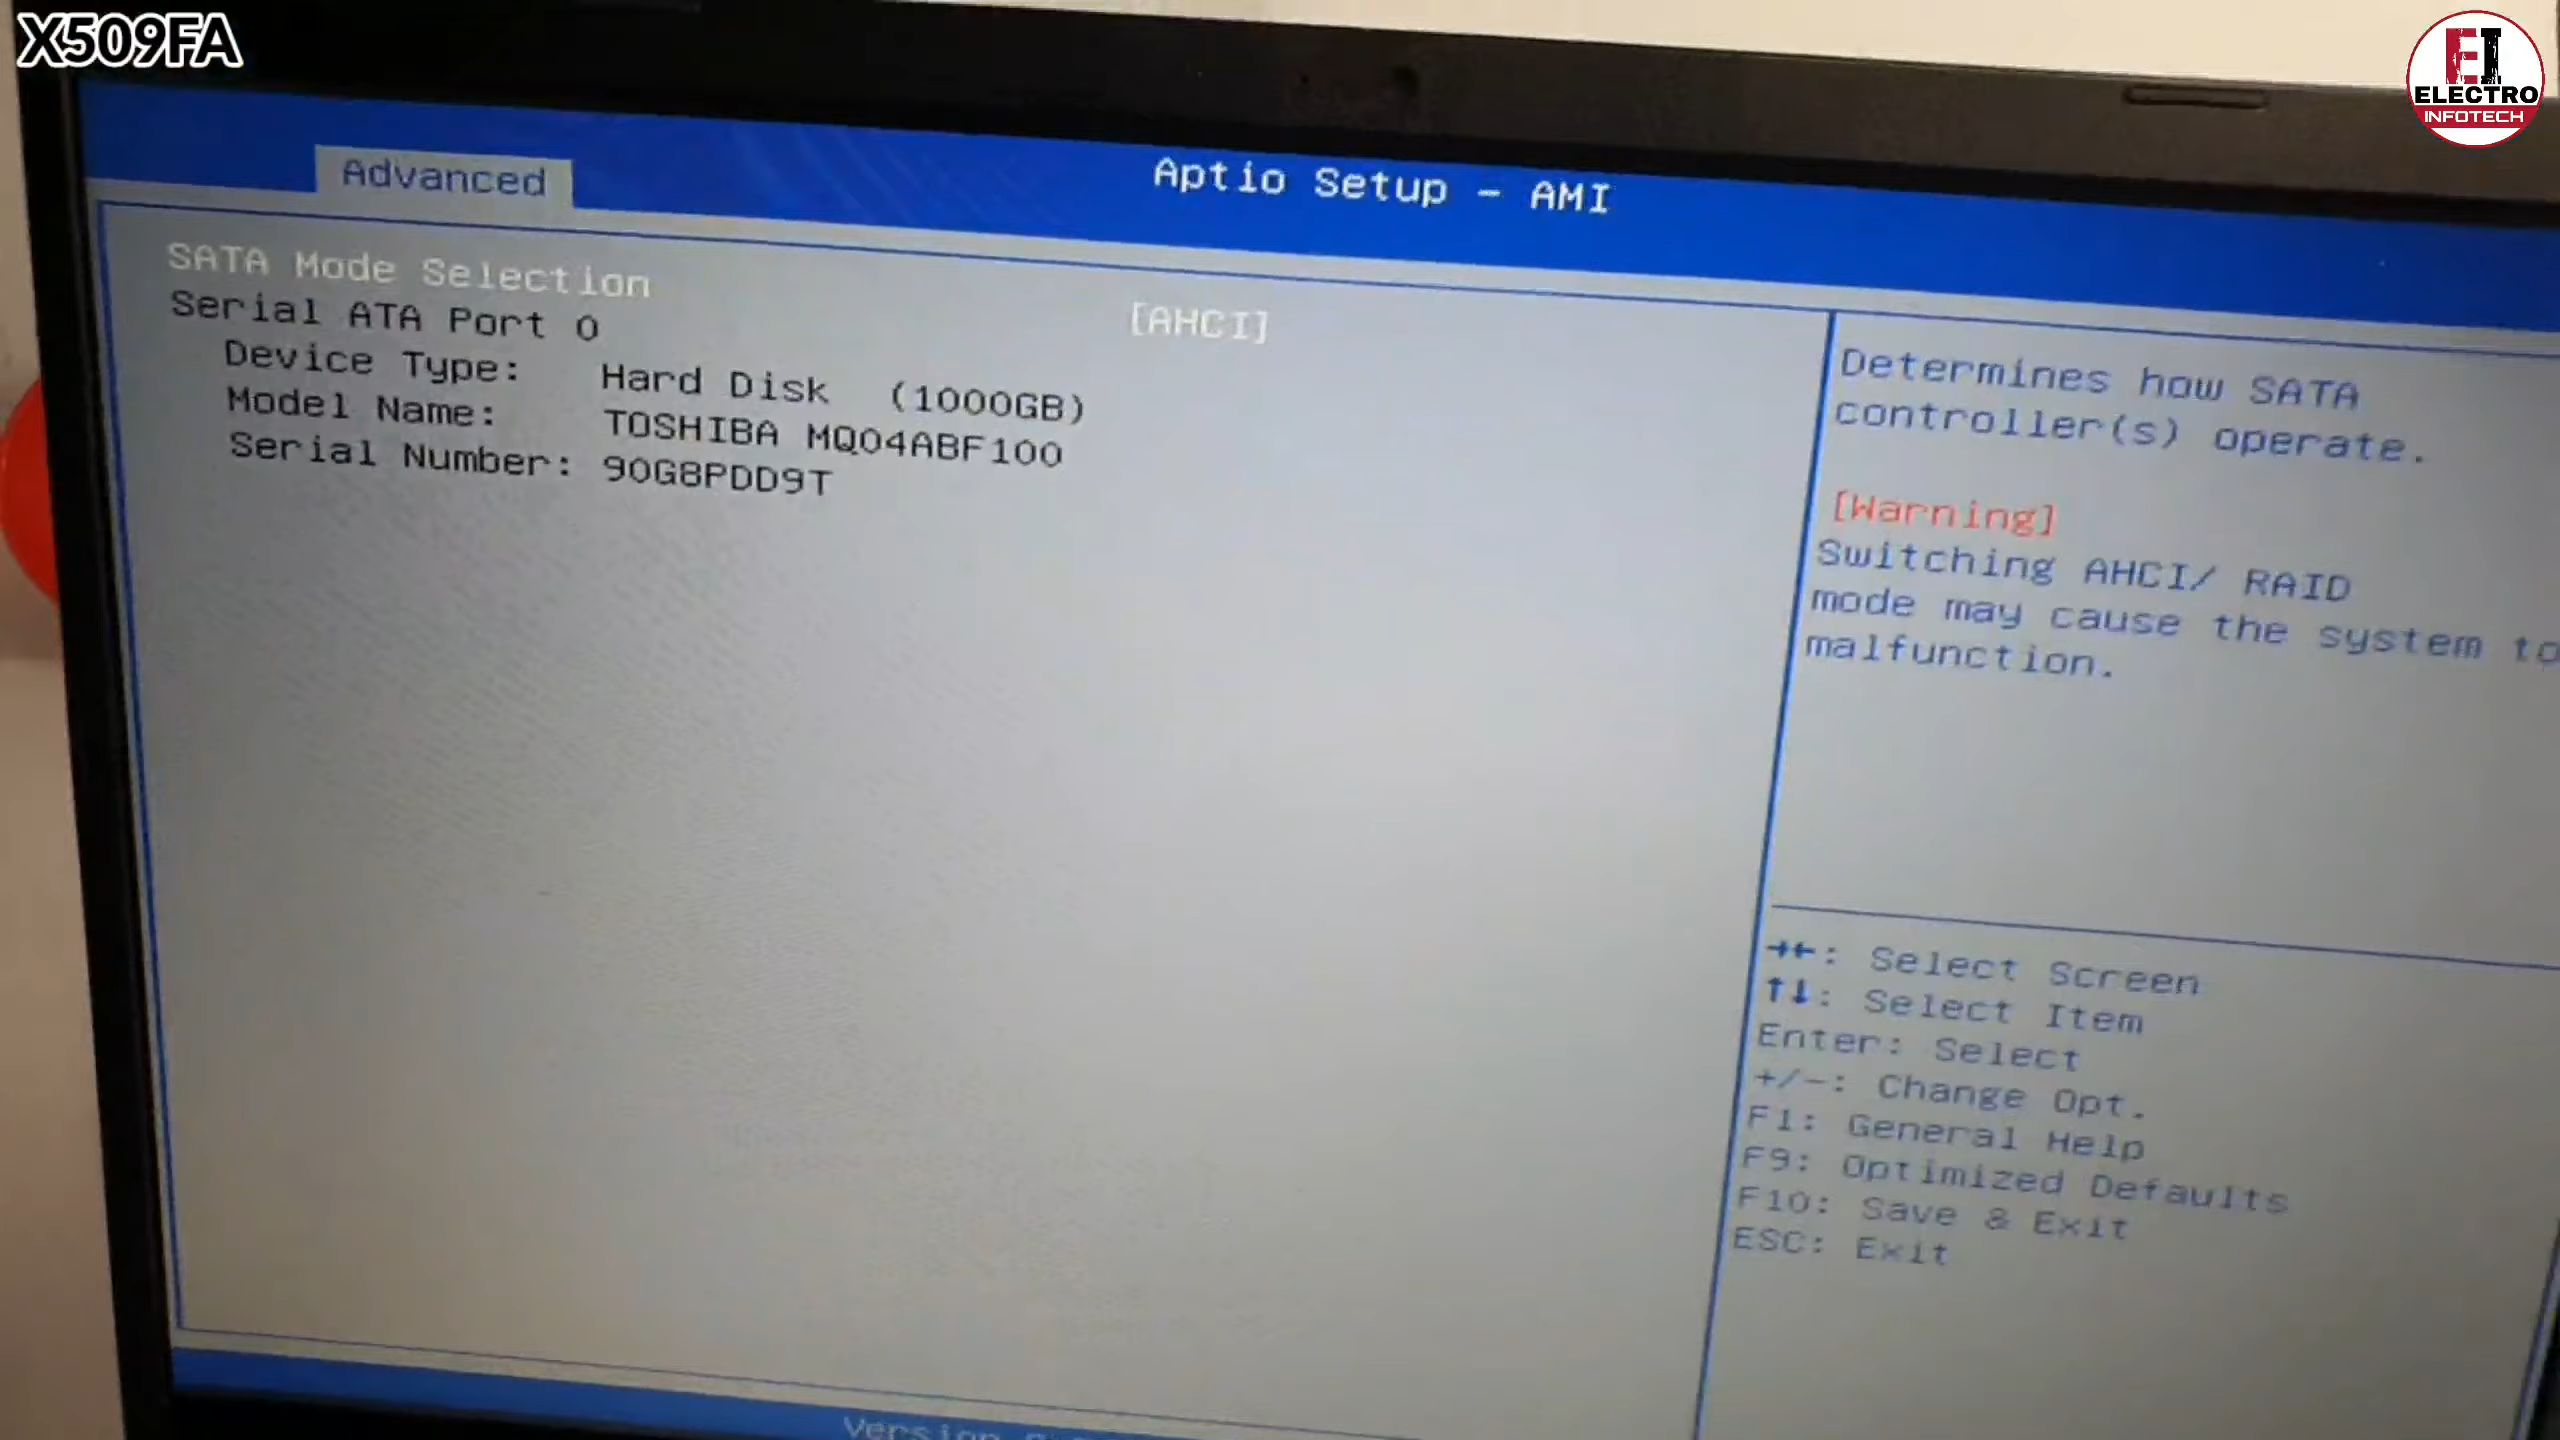 X509FA
EI
ELECTRO
INFOTECH
Aptio Setup - AMI
Advanced
SATA Mode Selection [AHCI]
Serial ATA Port 0
Device Type: Hard Disk (1000GB)
Model Name: TOSHIBA MQ04ABF100
Serial Number: 90G8PDD9T
Determines how SATA
controller(s) operate.
[Warning]
Switching AHCI/ RAID
mode may cause the system to
malfunction.
→←: Select Screen
↑↓: Select Item
Enter: Select
+/-: Change Opt.
F1: General Help
F9: Optimized Defaults
F10: Save & Exit
ESC: Exit
Version